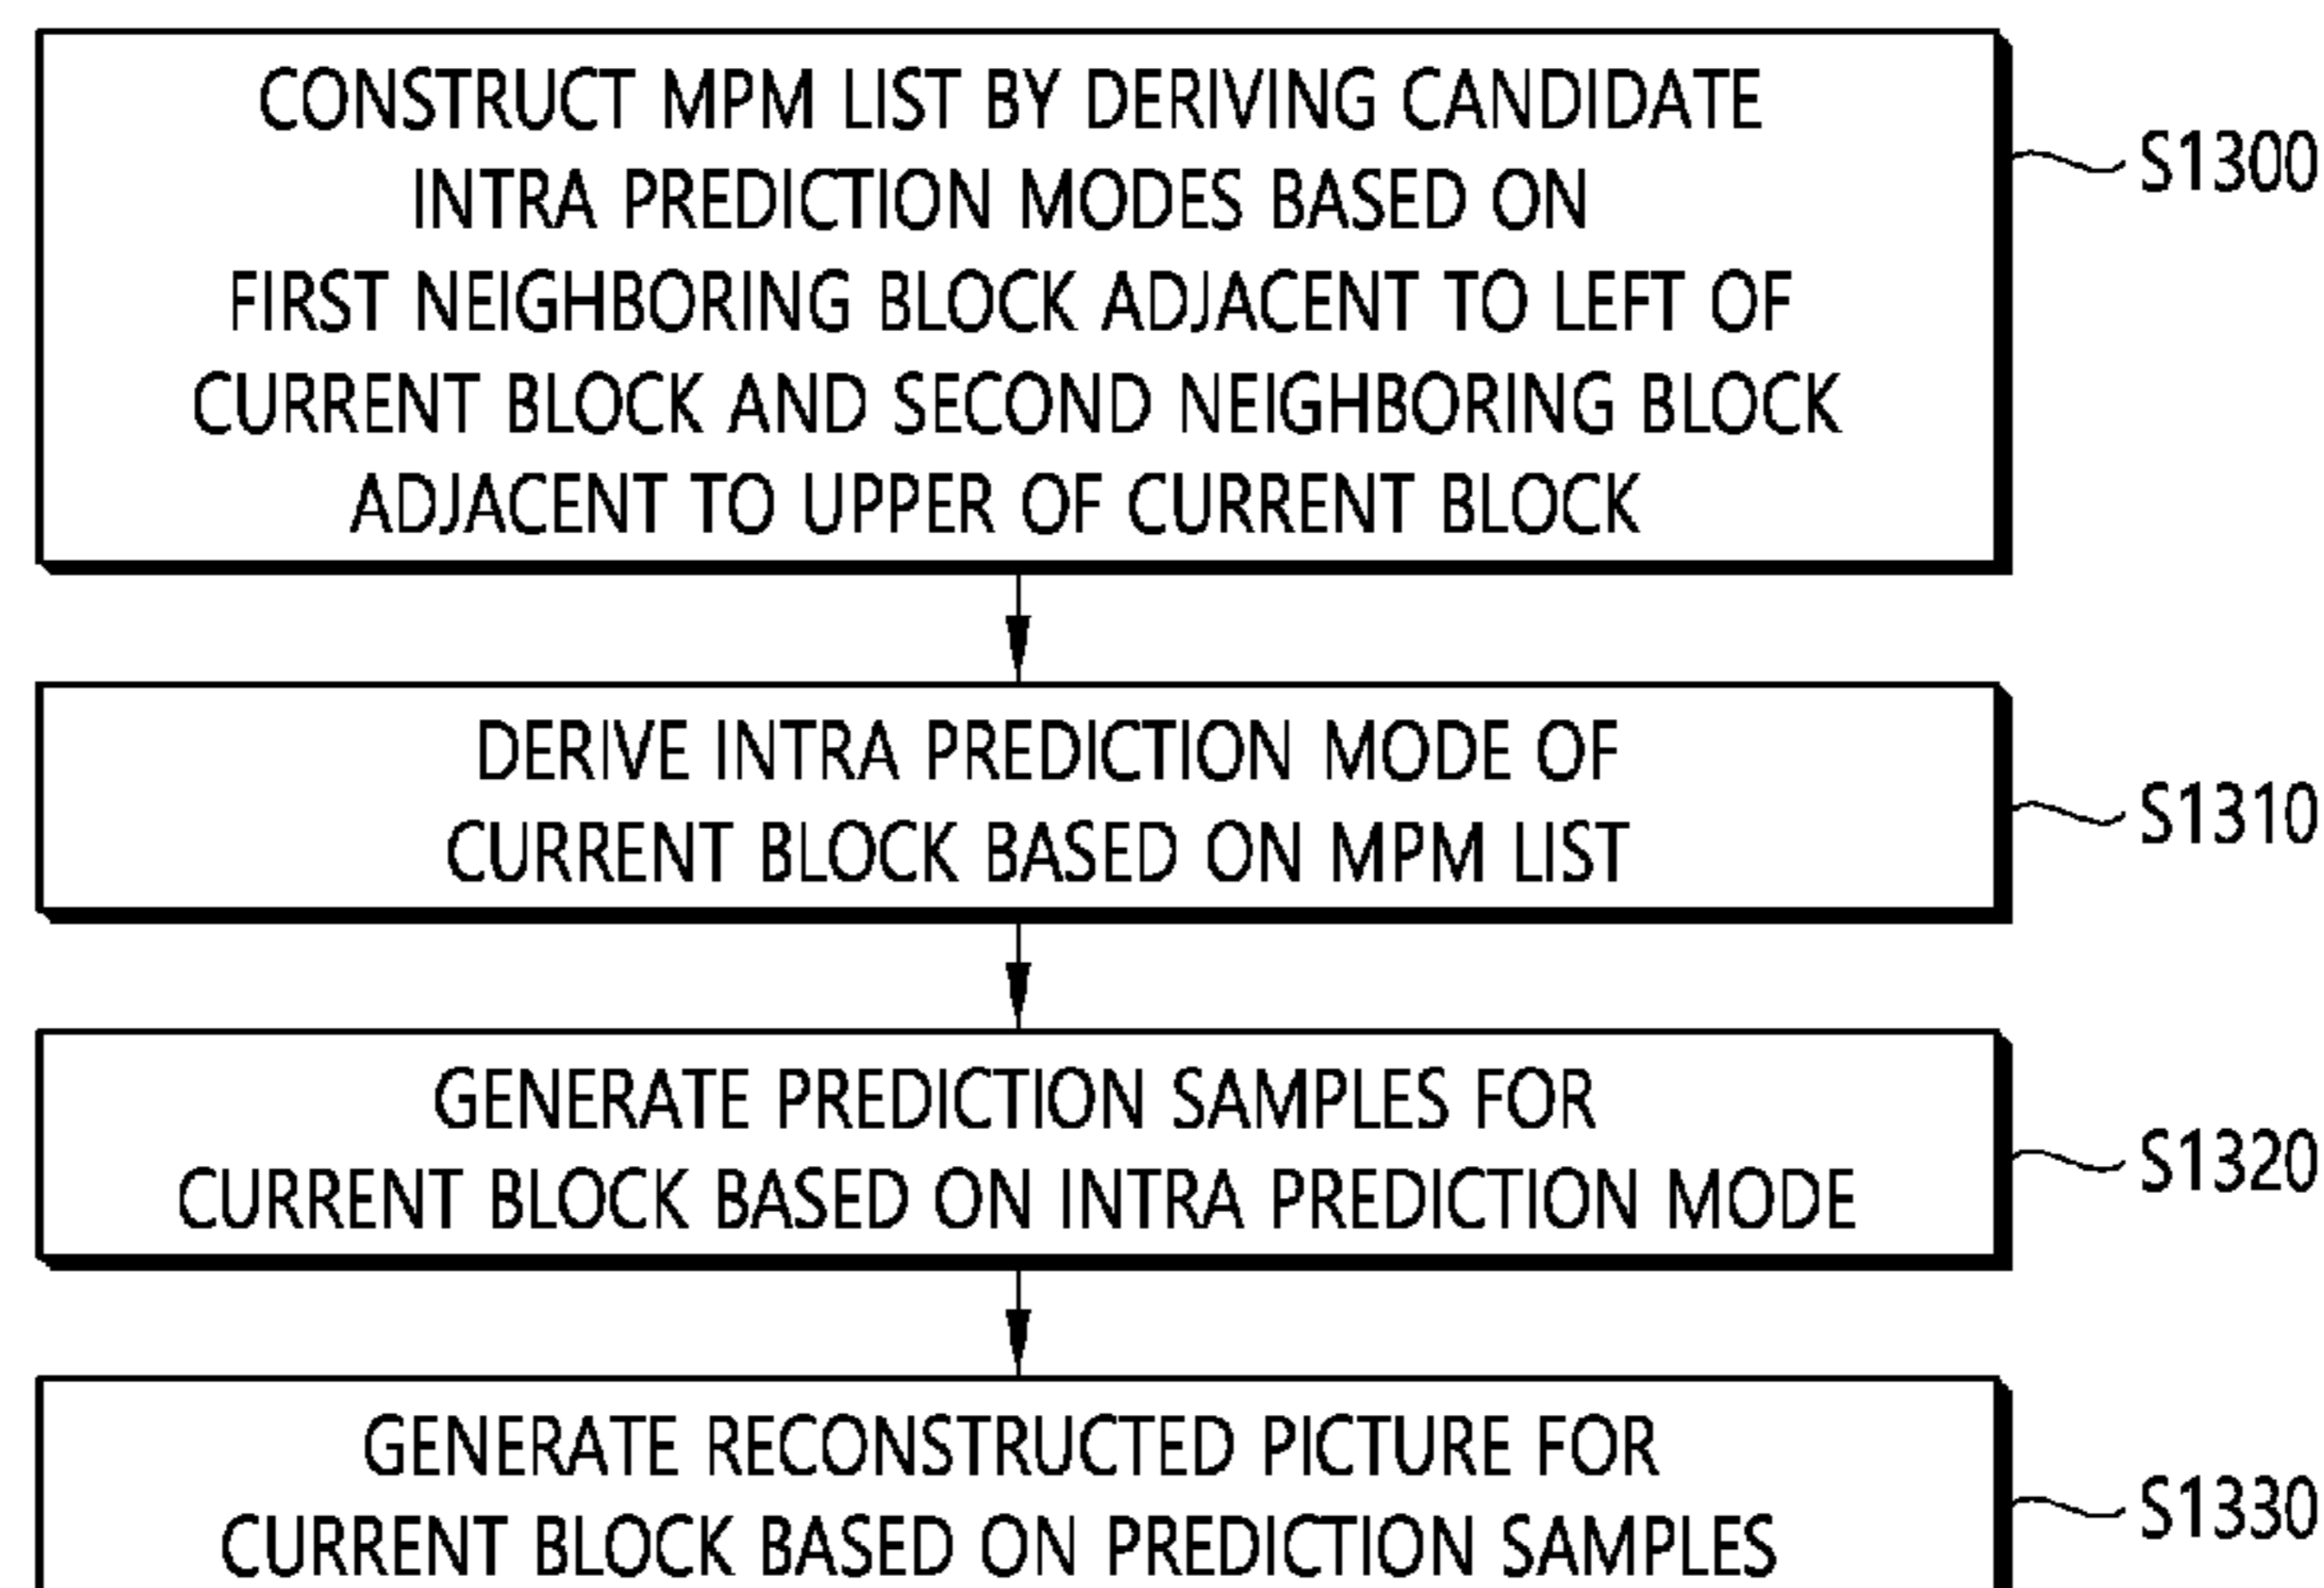 CONSTRUCT MPM LIST BY DERIVING CANDIDATE
INTRA PREDICTION MODES BASED ON
FIRST NEIGHBORING BLOCK ADJACENT TO LEFT OF
CURRENT BLOCK AND SECOND NEIGHBORING BLOCK
ADJACENT TO UPPER OF CURRENT BLOCK
S1300
DERIVE INTRA PREDICTION MODE OF
CURRENT BLOCK BASED ON MPM LIST
S1310
GENERATE PREDICTION SAMPLES FOR
CURRENT BLOCK BASED ON INTRA PREDICTION MODE
S1320
GENERATE RECONSTRUCTED PICTURE FOR
CURRENT BLOCK BASED ON PREDICTION SAMPLES
S1330